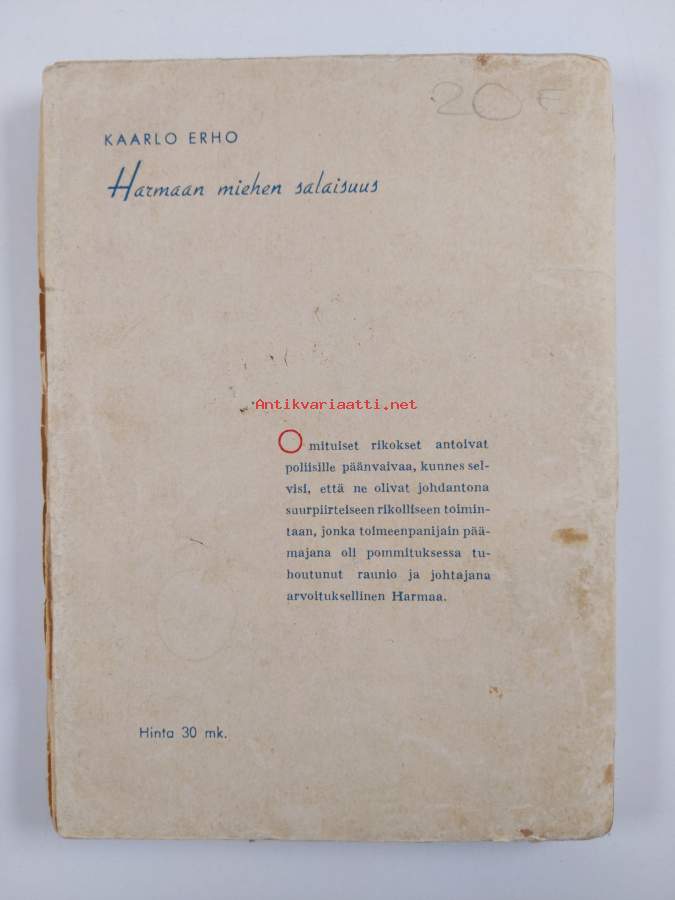 20 E
KAARLO ERHO
Harmaan miehen salaisuus
Antikvariaatti.net
Omituiset rikokset antoivat
poliisille päänvaivaa, kunnes sel-
visi, että ne olivat johdantona
suurpiirteiseen rikolliseen toimin-
taan, jonka toimeenpanijain pää-
majana oli pommituksessa tu-
houtunut raunio ja johtajana
arvoituksellinen Harmaa.
Hinta 30 mk.